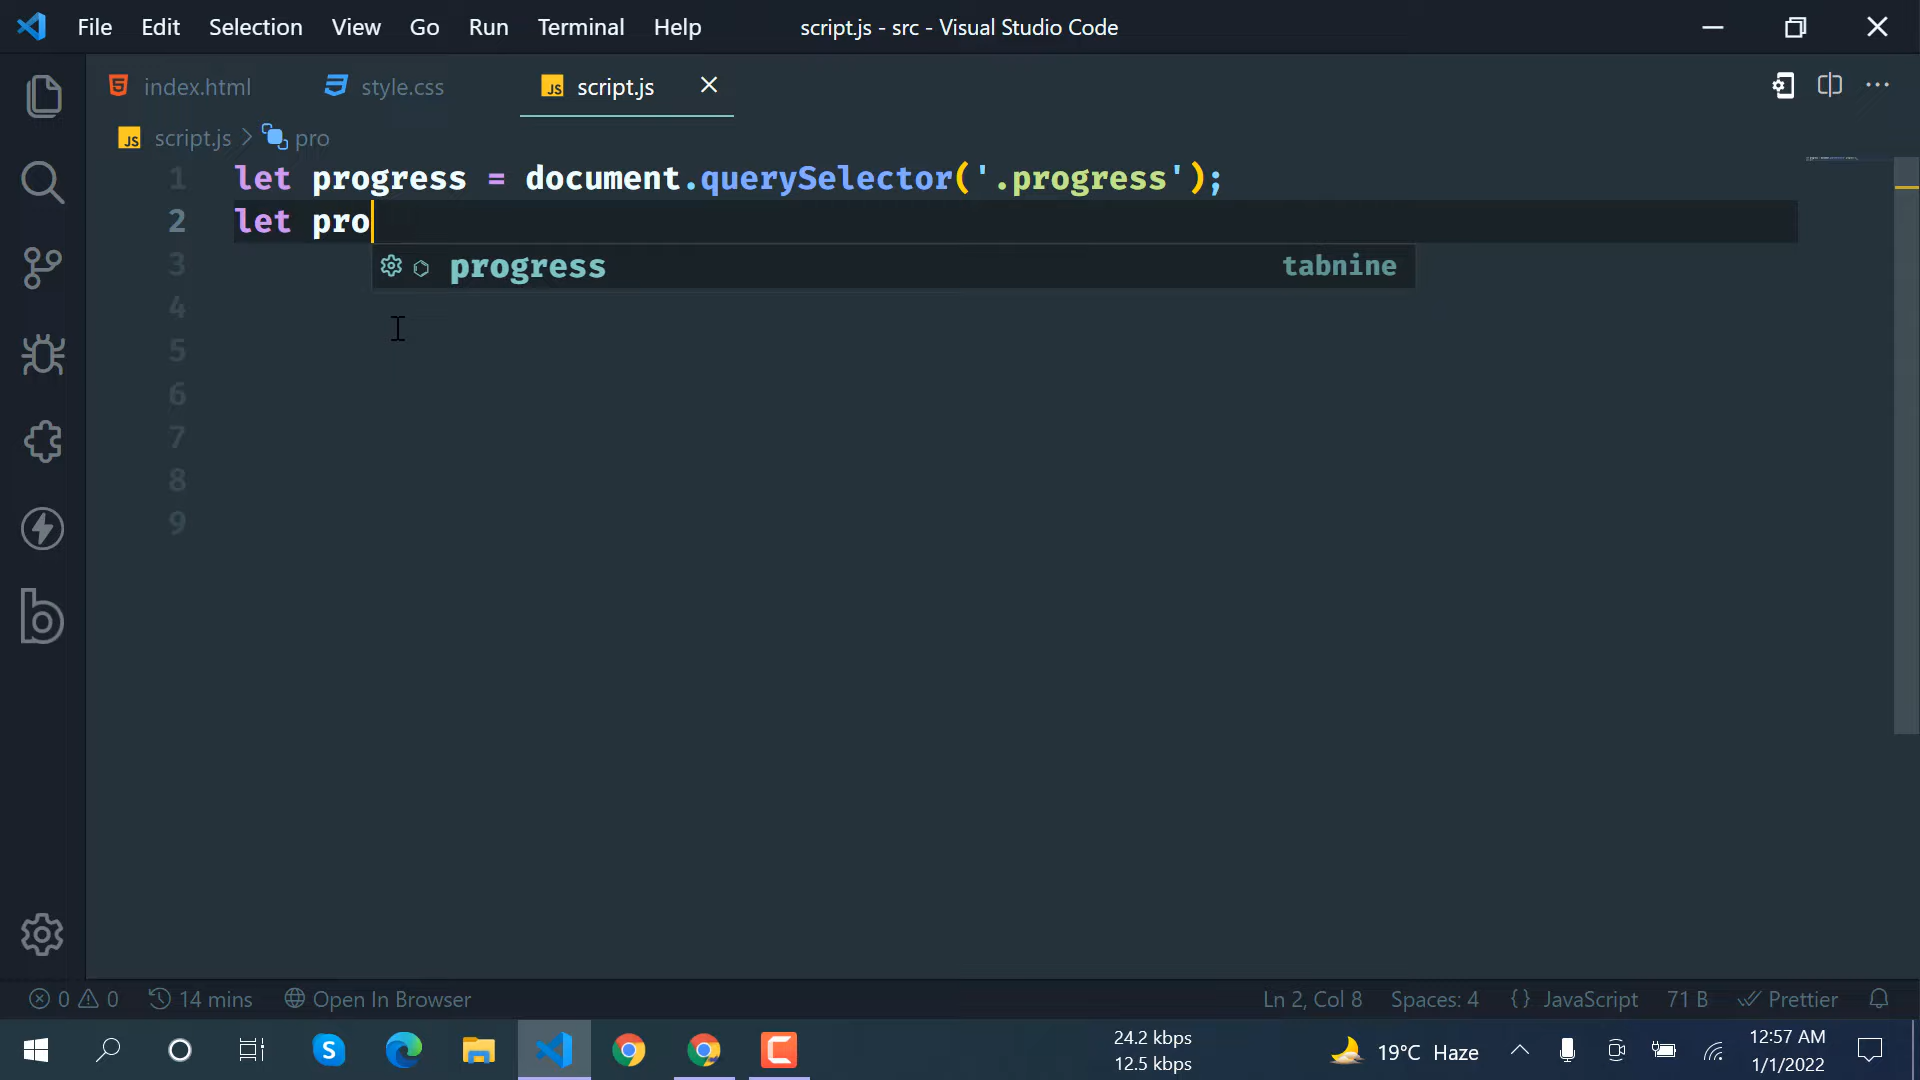 File Edit Selection View Go Run Terminal Help script.js - src - Visual Studio Code
index.html style.css JS script.js
JS script.js > pro
1 let progress = document.querySelector('.progress');
2 let pro
3 progress tabnine
4
5
6
7
8
9
0 0 14 mins Open In Browser Ln 2, Col 8 Spaces: 4 {} JavaScript 71 B Prettier
24.2 kbps
12.5 kbps
19°C Haze
12:57 AM
1/1/2022